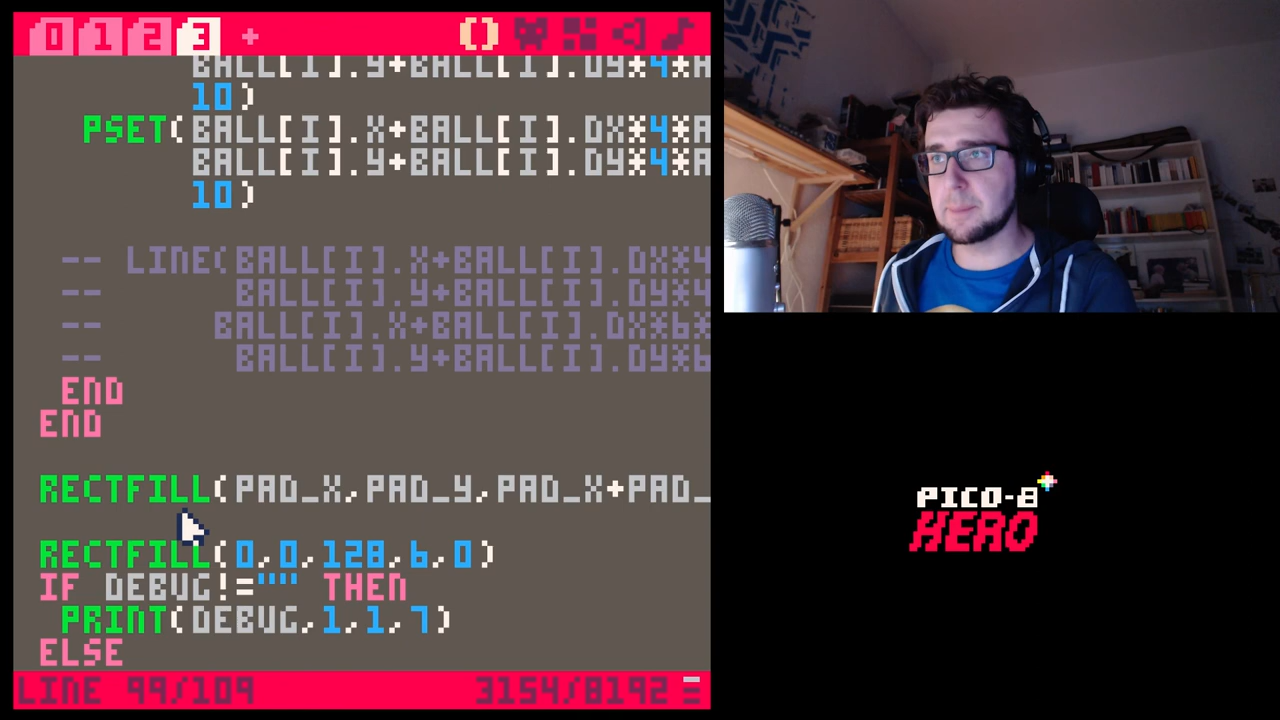 0 1 2 3 +
BALL[I].Y+BALL[I].DY*4*A
10)
PSET(BALL[I].X+BALL[I].DX*4*A
BALL[I].Y+BALL[I].DY*4*A
10)
-- LINE(BALL[I].X+BALL[I].DX*4
-- BALL[I].Y+BALL[I].DY*4
-- BALL[I].X+BALL[I].DX*6*
-- BALL[I].Y+BALL[I].DY*6
END
END
RECTFILL(PAD_X,PAD_Y,PAD_X+PAD_
RECTFILL(0,0,128,6,0)
IF DEBUG!="" THEN
PRINT(DEBUG,1,1,7)
ELSE
LINE 99/109 3154/8192
PICO-8
HERO